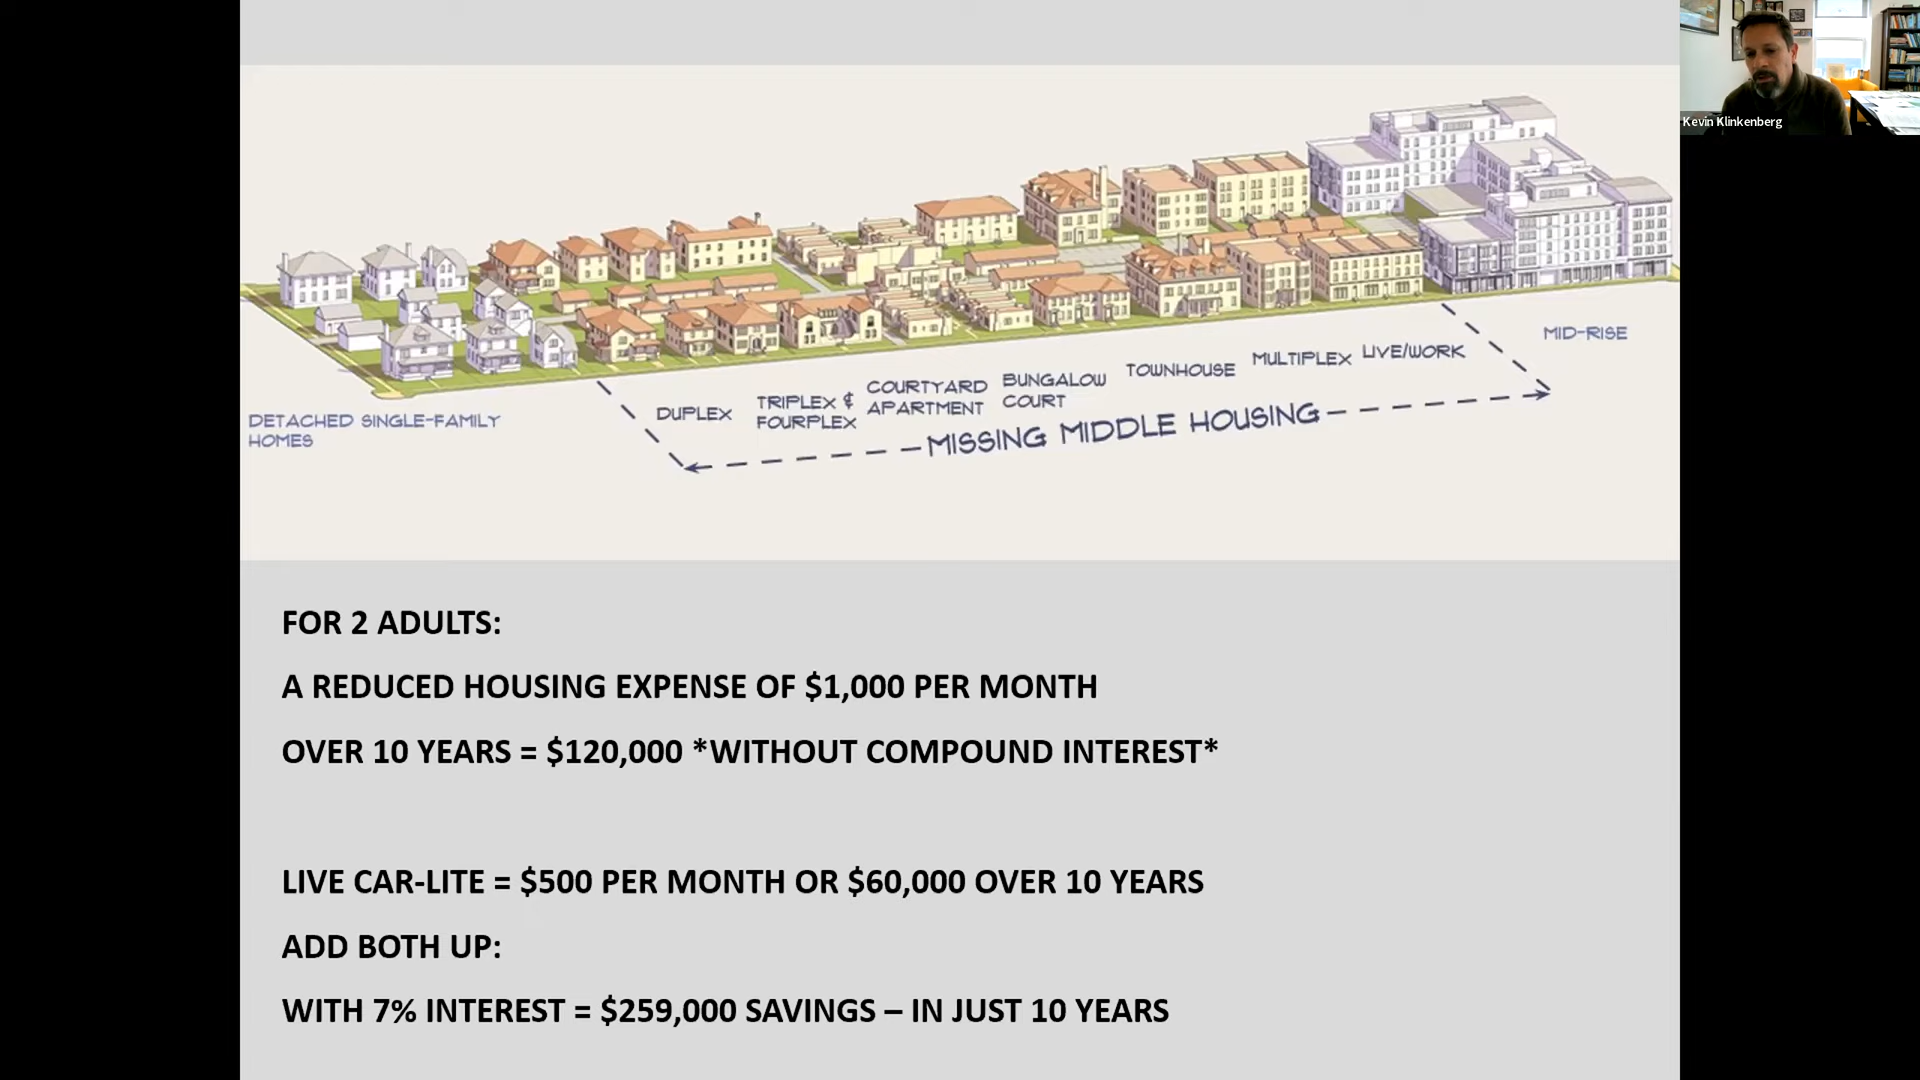 Kevin Klinkenberg
MID-RISE
DETACHED SINGLE-FAMILY
HOMES
DUPLEX
TRIPLEX &
FOURPLEX
COURTYARD
APARTMENT
BUNGALOW
COURT
TOWNHOUSE
MULTIPLEX
LIVE/WORK
MISSING MIDDLE HOUSING
FOR 2 ADULTS:
A REDUCED HOUSING EXPENSE OF $1,000 PER MONTH
OVER 10 YEARS = $120,000 *WITHOUT COMPOUND INTEREST*
LIVE CAR-LITE = $500 PER MONTH OR $60,000 OVER 10 YEARS
ADD BOTH UP:
WITH 7% INTEREST = $259,000 SAVINGS – IN JUST 10 YEARS